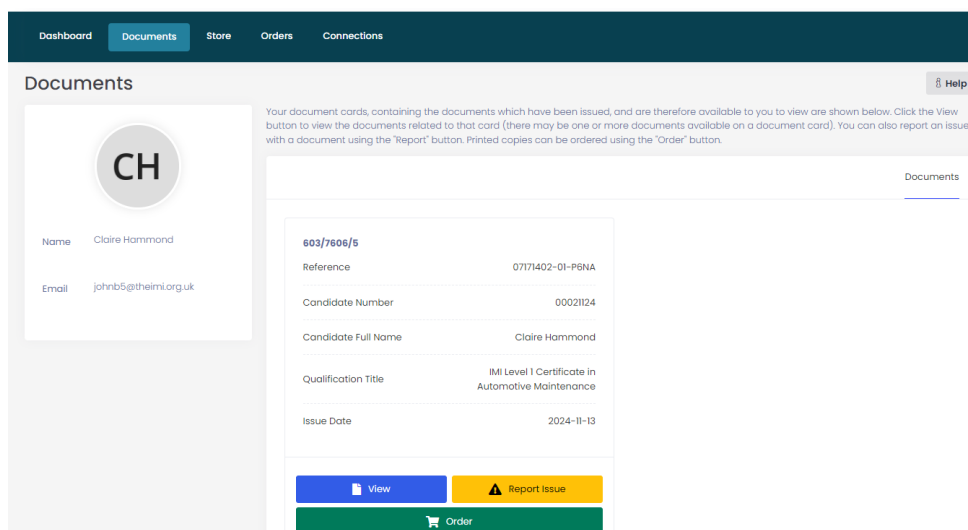 Dashboard Documents Store Orders Connections
Documents
Help
Your document cards, containing the documents which have been issued, and are therefore available to you to view are shown below. Click the View
button to view the documents related to that card (there may be one or more documents available on a document card). You can also report an issue
with a document using the "Report" button. Printed copies can be ordered using the "Order" button.
CH
Documents
Name Claire Hammond
Email johnb5@theimi.org.uk
603/7606/5
Reference 07171402-01-P6NA
Candidate Number 00021124
Candidate Full Name Claire Hammond
Qualification Title IMI Level 1 Certificate in
Automotive Maintenance
Issue Date 2024-11-13
View Report Issue
Order